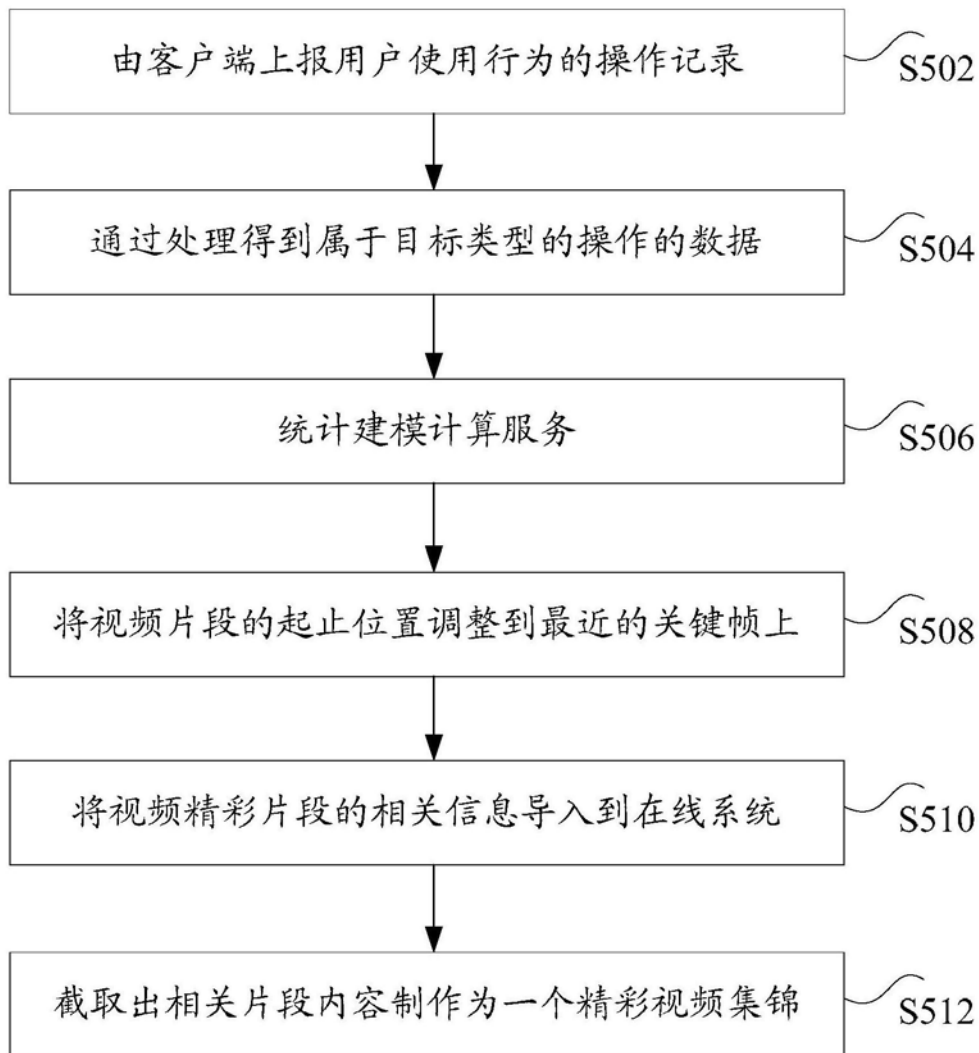 由客户端上报用户使用行为的操作记录
S502
通过处理得到属于目标类型的操作的数据
S504
统计建模计算服务
S506
将视频片段的起止位置调整到最近的关键帧上
S508
将视频精彩片段的相关信息导入到在线系统
S510
截取出相关片段内容制作为一个精彩视频集锦
S512